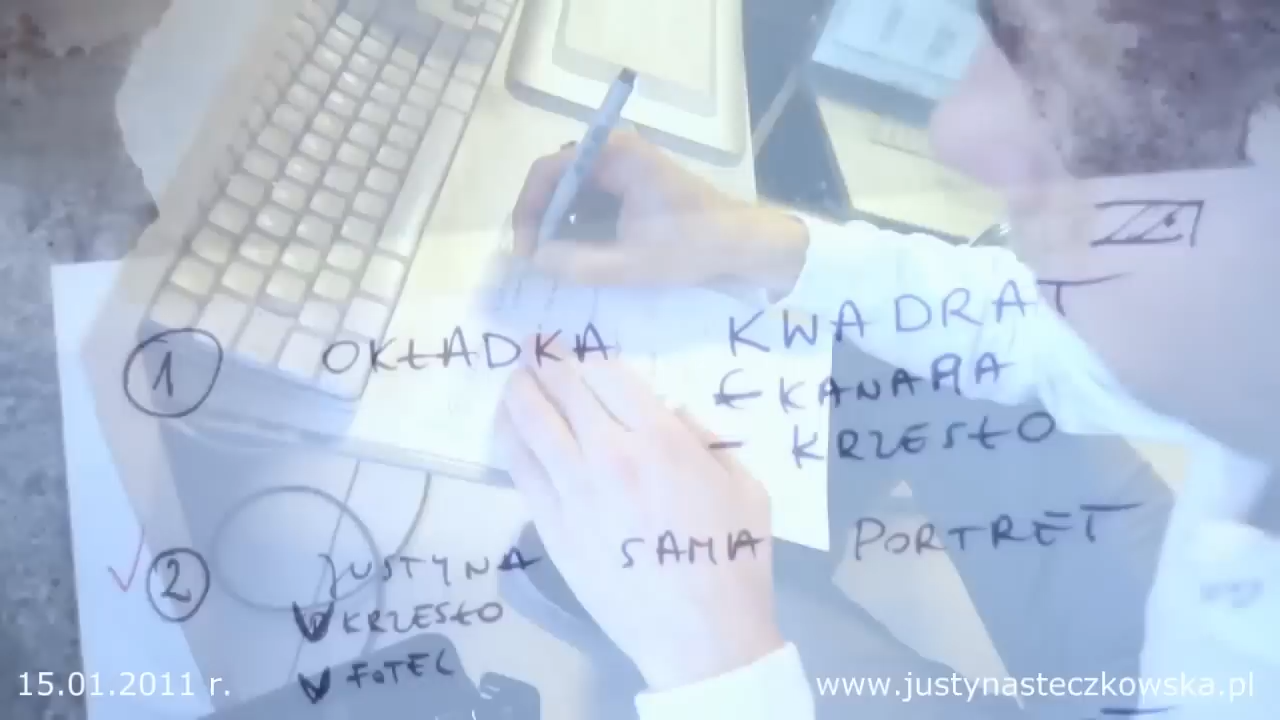 1 OKŁADKA KWADRAT
- KANAPA
- KRZESŁO
2 JUSTYNA SAMA PORTRET
KRZESŁO
FOTEL
15.01.2011 r.
www.justynasteczkowska.pl